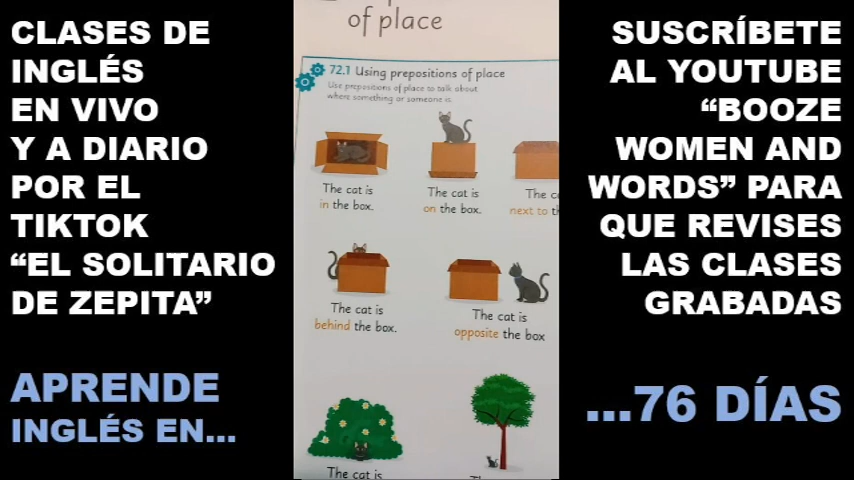 CLASES DE
INGLÉS
EN VIVO
Y A DIARIO
POR EL
TIKTOK
“EL SOLITARIO
DE ZEPITA”
APRENDE
INGLÉS EN...
of place
72.1 Using prepositions of place
Use prepositions of place to talk about
where something or someone is.
The cat is
in the box.
The cat is
on the box.
The c
next to th
The cat is
behind the box.
The cat is
opposite the box
The cat is
SUSCRÍBETE
AL YOUTUBE
“BOOZE
WOMEN AND
WORDS” PARA
QUE REVISES
LAS CLASES
GRABADAS
...76 DÍAS